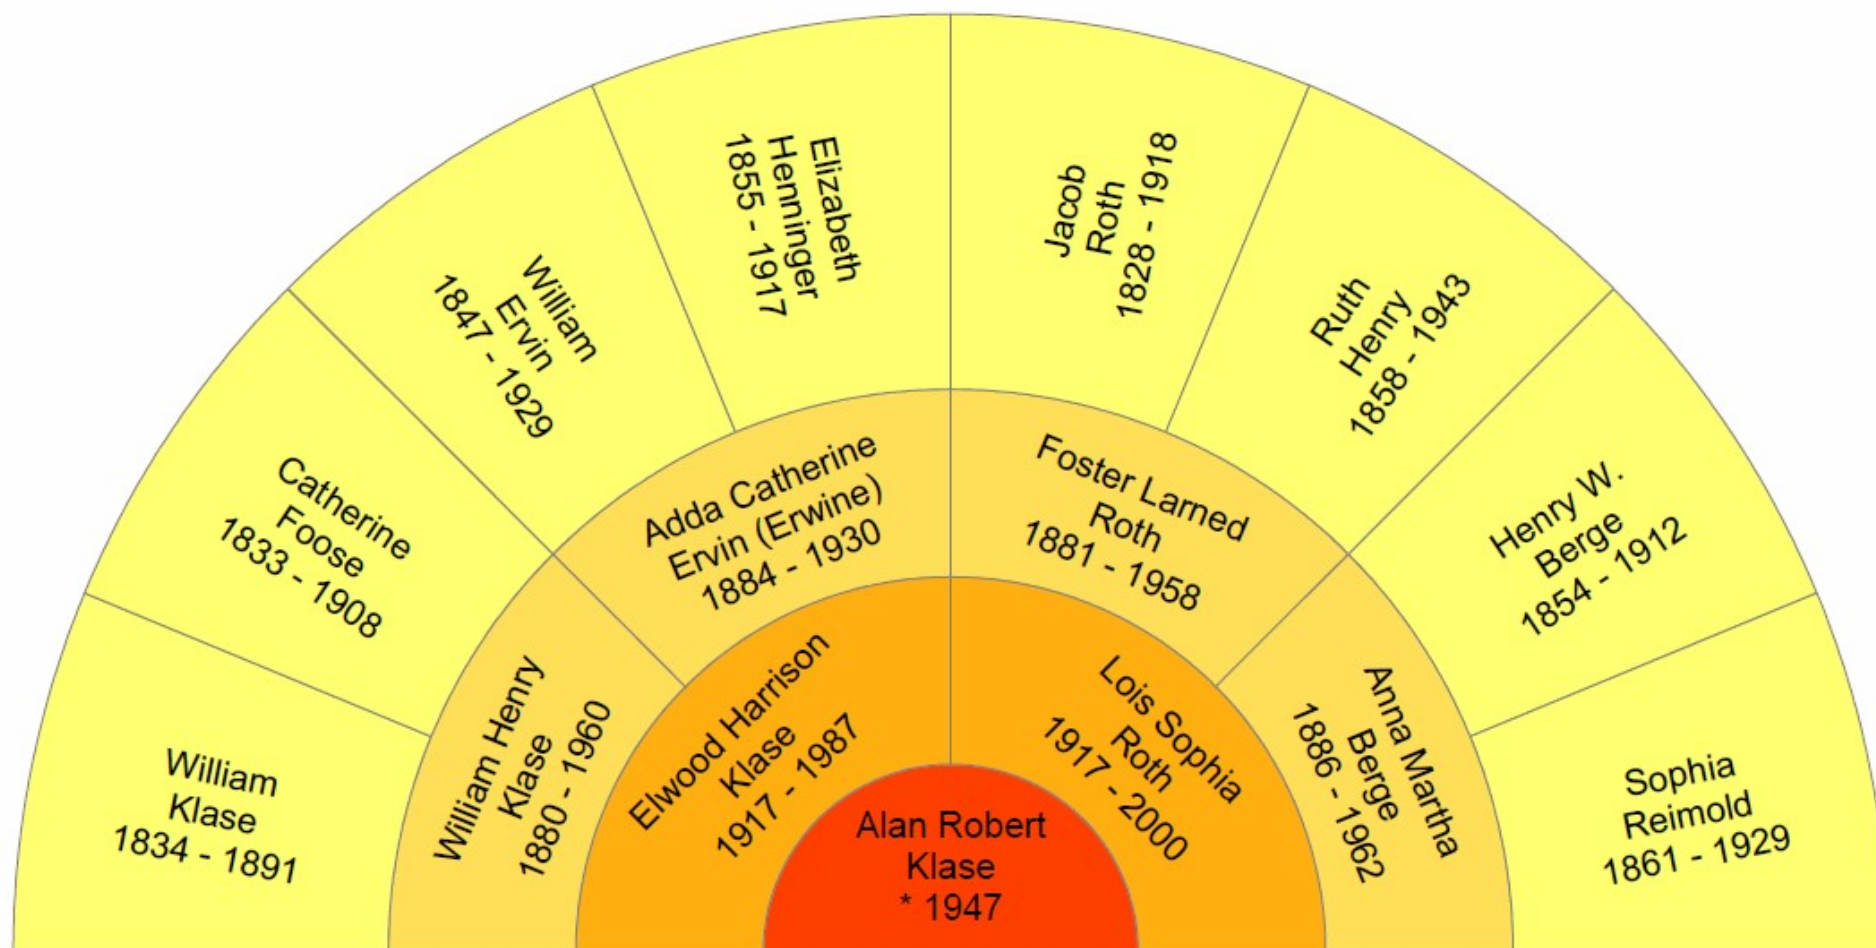 William
Klase
1834 - 1891
Catherine
Foose
1833 - 1908
William
Ervin
1847 - 1929
Elizabeth
Henninger
1855 - 1917
Jacob
Roth
1828 - 1918
Ruth
Henry
1858 - 1943
Henry W.
Berge
1854 - 1912
Sophia
Reimold
1861 - 1929
William Henry
Klase
1880 - 1960
Adda Catherine
Ervin (Erwine)
1884 - 1930
Foster Larned
Roth
1881 - 1958
Anna Martha
Berge
1886 - 1962
Elwood Harrison
Klase
1917 - 1987
Lois Sophia
Roth
1917 - 2000
Alan Robert
Klase
* 1947